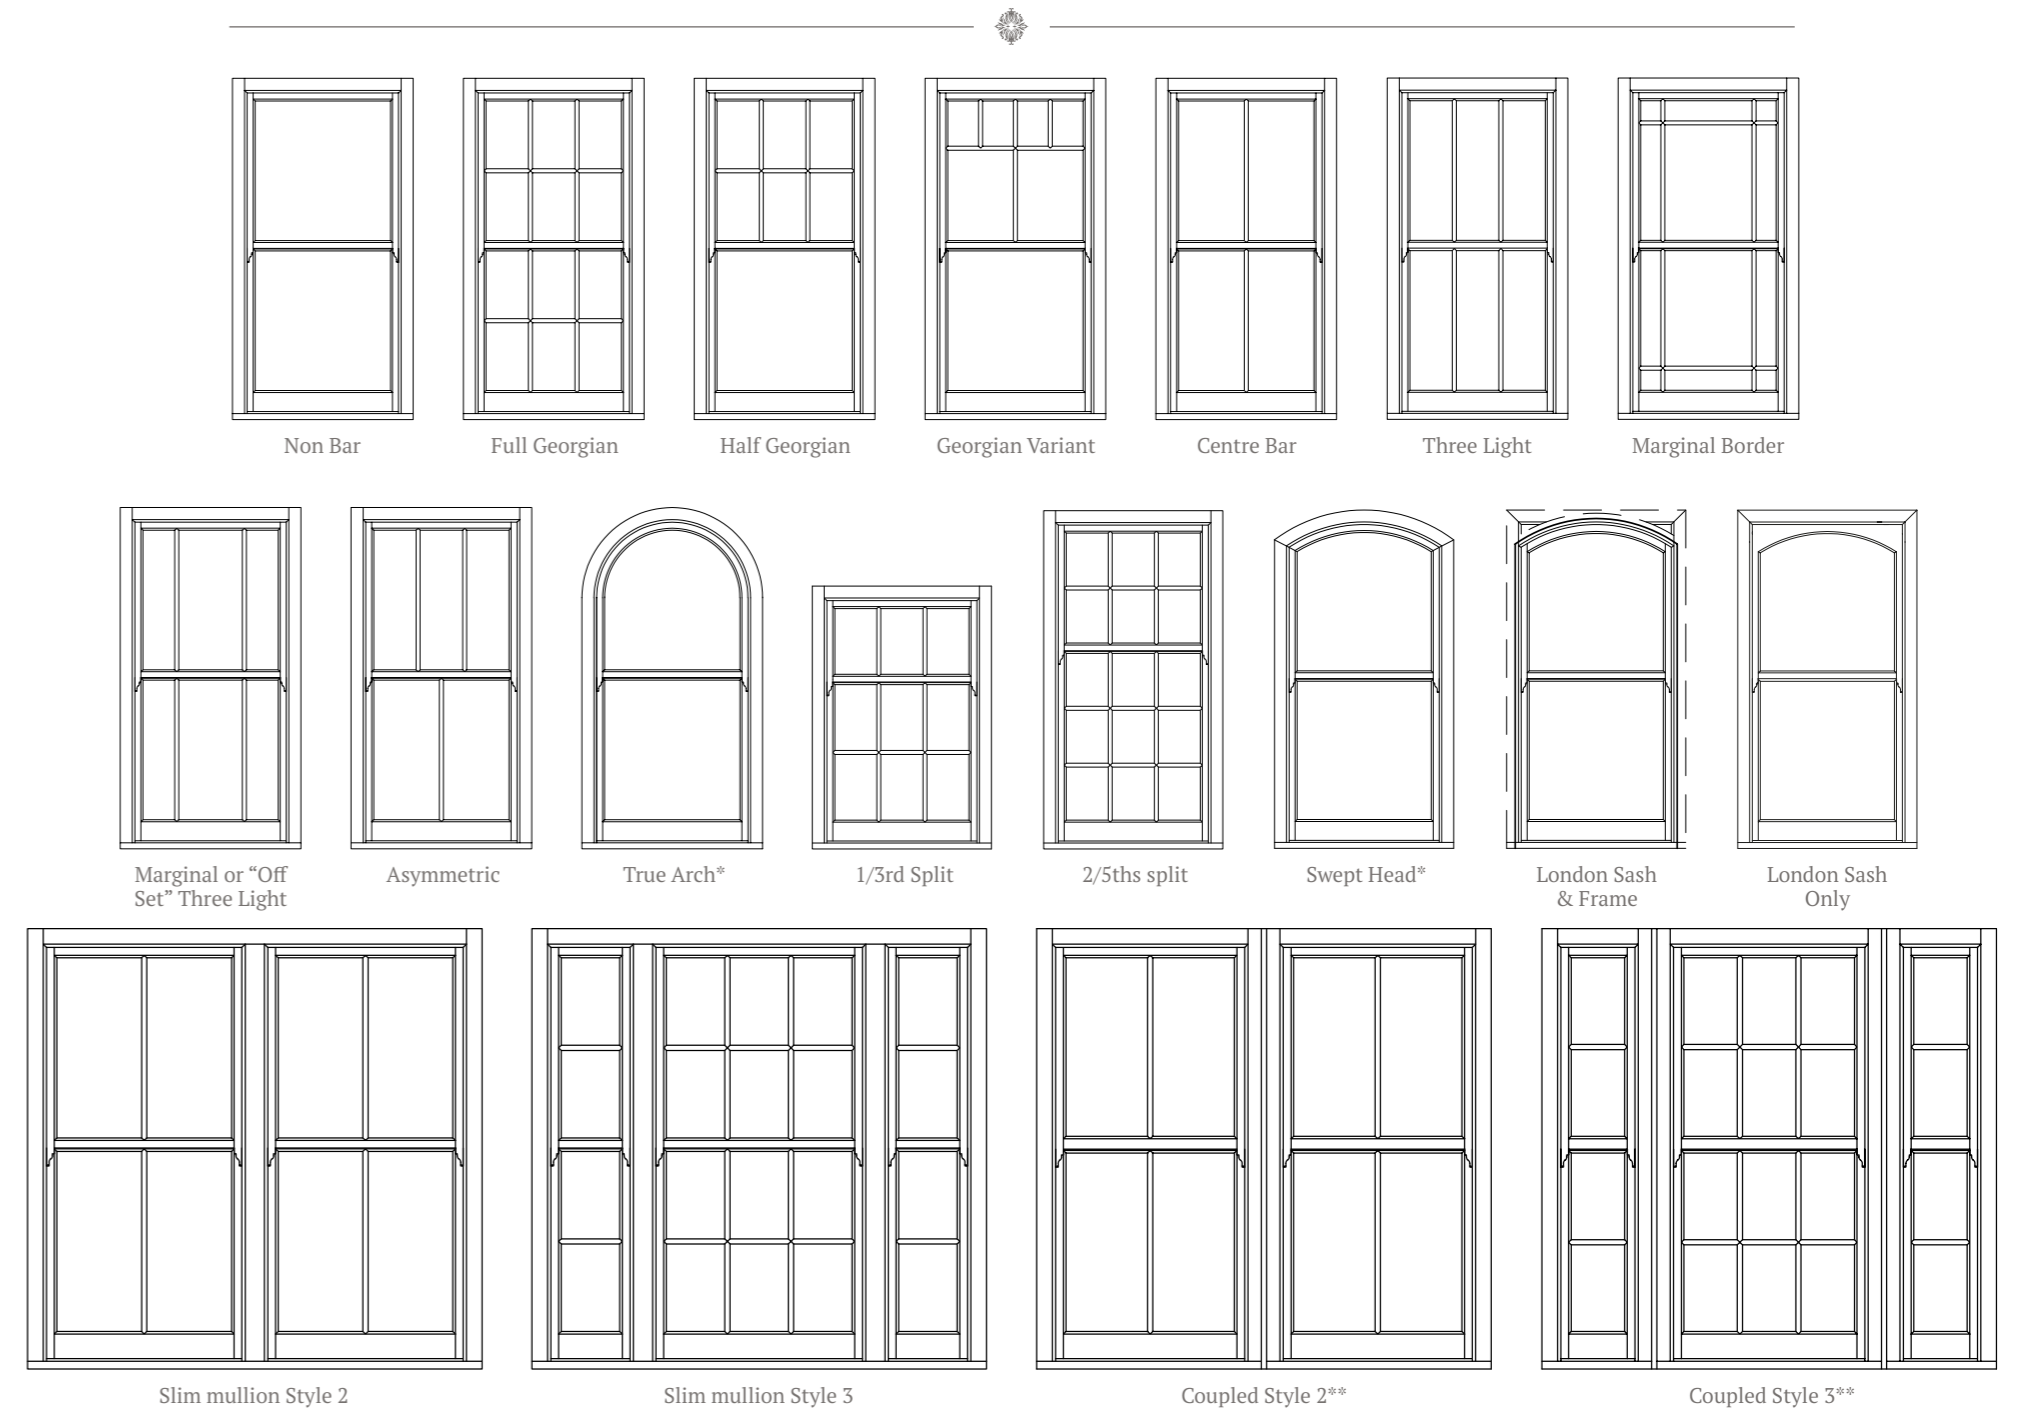 Non Bar
Full Georgian
Half Georgian
Georgian Variant
Centre Bar
Three Light
Marginal Border
Marginal or “Off
Set” Three Light
Asymmetric
True Arch*
1/3rd Split
2/5ths split
Swept Head*
London Sash
& Frame
London Sash
Only
Slim mullion Style 2
Slim mullion Style 3
Coupled Style 2**
Coupled Style 3**